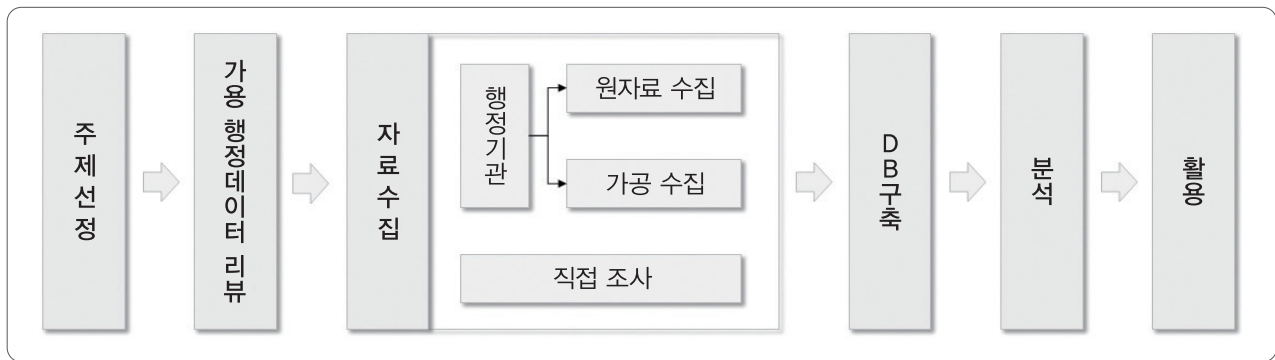 주제선정
가용 행정데이터 리뷰
자료수집
행정기관
원자료 수집
가공 수집
직접 조사
DB구축
분석
활용